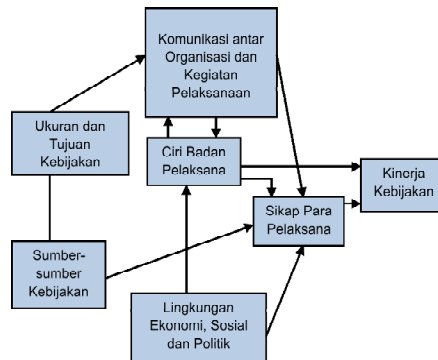 Komunikasi antar
Organisasi dan
Kegiatan
Pelaksanaan
Ukuran dan
Tujuan
Kebijakan
Ciri Badan
Pelaksana
Kinerja
Kebijakan
Sikap Para
Pelaksana
Sumber-
sumber
Kebijakan
Lingkungan
Ekonomi, Sosial
dan Politik